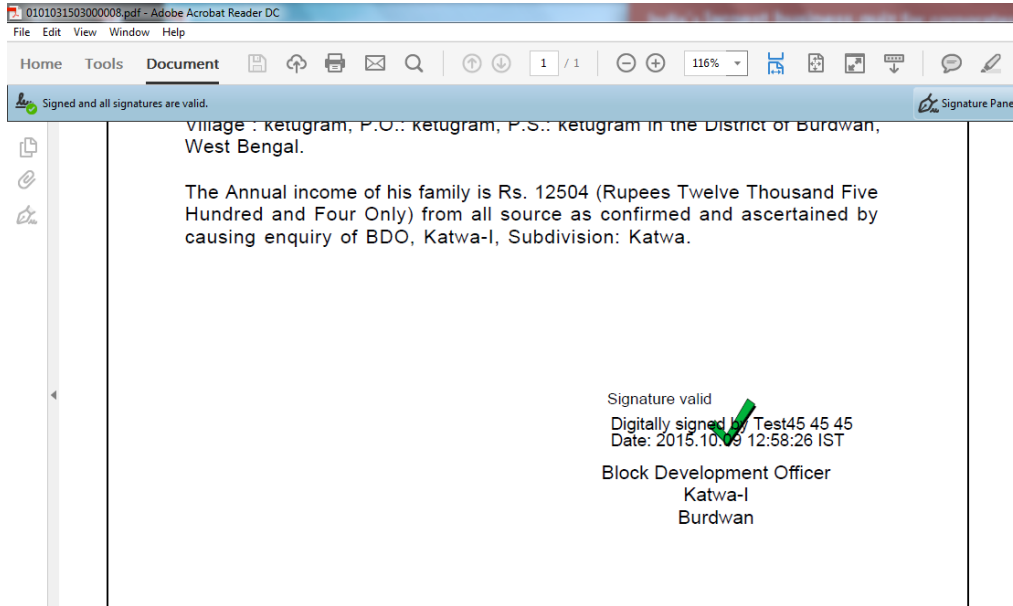 0101031503000008.pdf - Adobe Acrobat Reader DC
File Edit View Window Help
Home Tools Document 1 / 1 116%
Signed and all signatures are valid. Signature Pane
Village : ketugram, P.O.: ketugram, P.S.: ketugram in the District of Burdwan,
West Bengal.
The Annual income of his family is Rs. 12504 (Rupees Twelve Thousand Five
Hundred and Four Only) from all source as confirmed and ascertained by
causing enquiry of BDO, Katwa-I, Subdivision: Katwa.
Signature valid
Digitally signed by Test45 45 45
Date: 2015.10.09 12:58:26 IST
Block Development Officer
Katwa-I
Burdwan